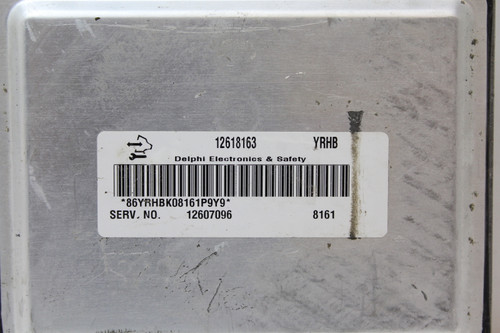 12618163 YRHB
Delphi Electronics & Safety
*86YRHBK08161P9Y9*
SERV. NO. 12607096 8161